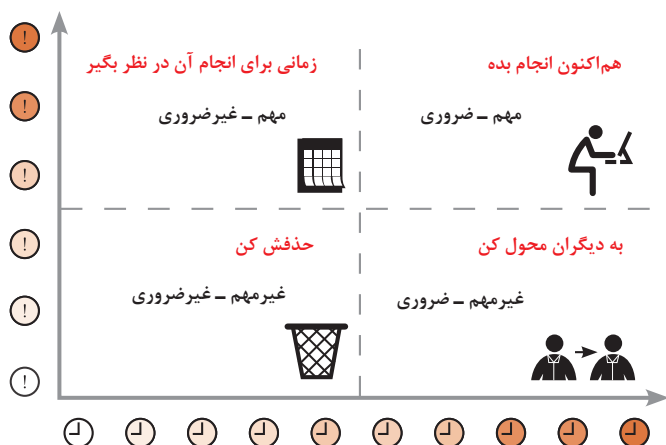 هم‌اکنون انجام بده
زمانی برای انجام آن در نظر بگیر
مهم ـ ضروری
مهم ـ غیرضروری
به دیگران محول کن
حذفش کن
غیرمهم ـ ضروری
غیرمهم ـ غیرضروری
!
!
!
!
!
!